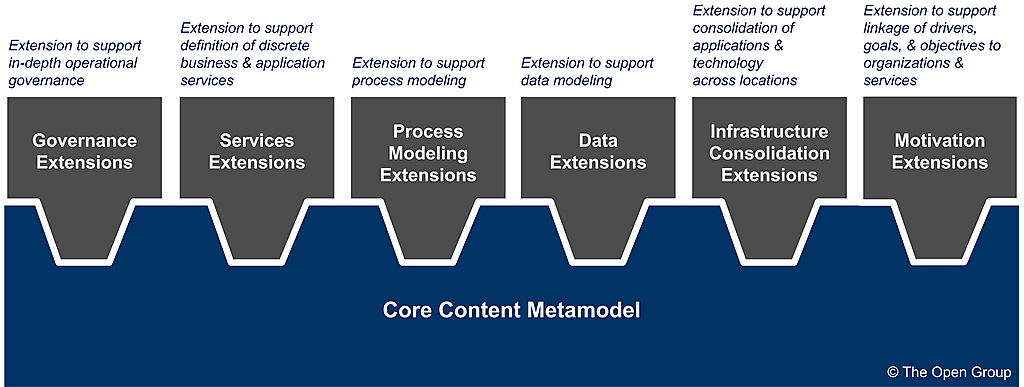 Extension to support
in-depth operational
governance
Extension to support
definition of discrete
business & application
services
Extension to support
process modeling
Extension to support
data modeling
Extension to support
consolidation of
applications &
technology
across locations
Extension to support
linkage of drivers,
goals, & objectives to
organizations &
services
Governance
Extensions
Services
Extensions
Process
Modeling
Extensions
Data
Extensions
Infrastructure
Consolidation
Extensions
Motivation
Extensions
Core Content Metamodel
© The Open Group